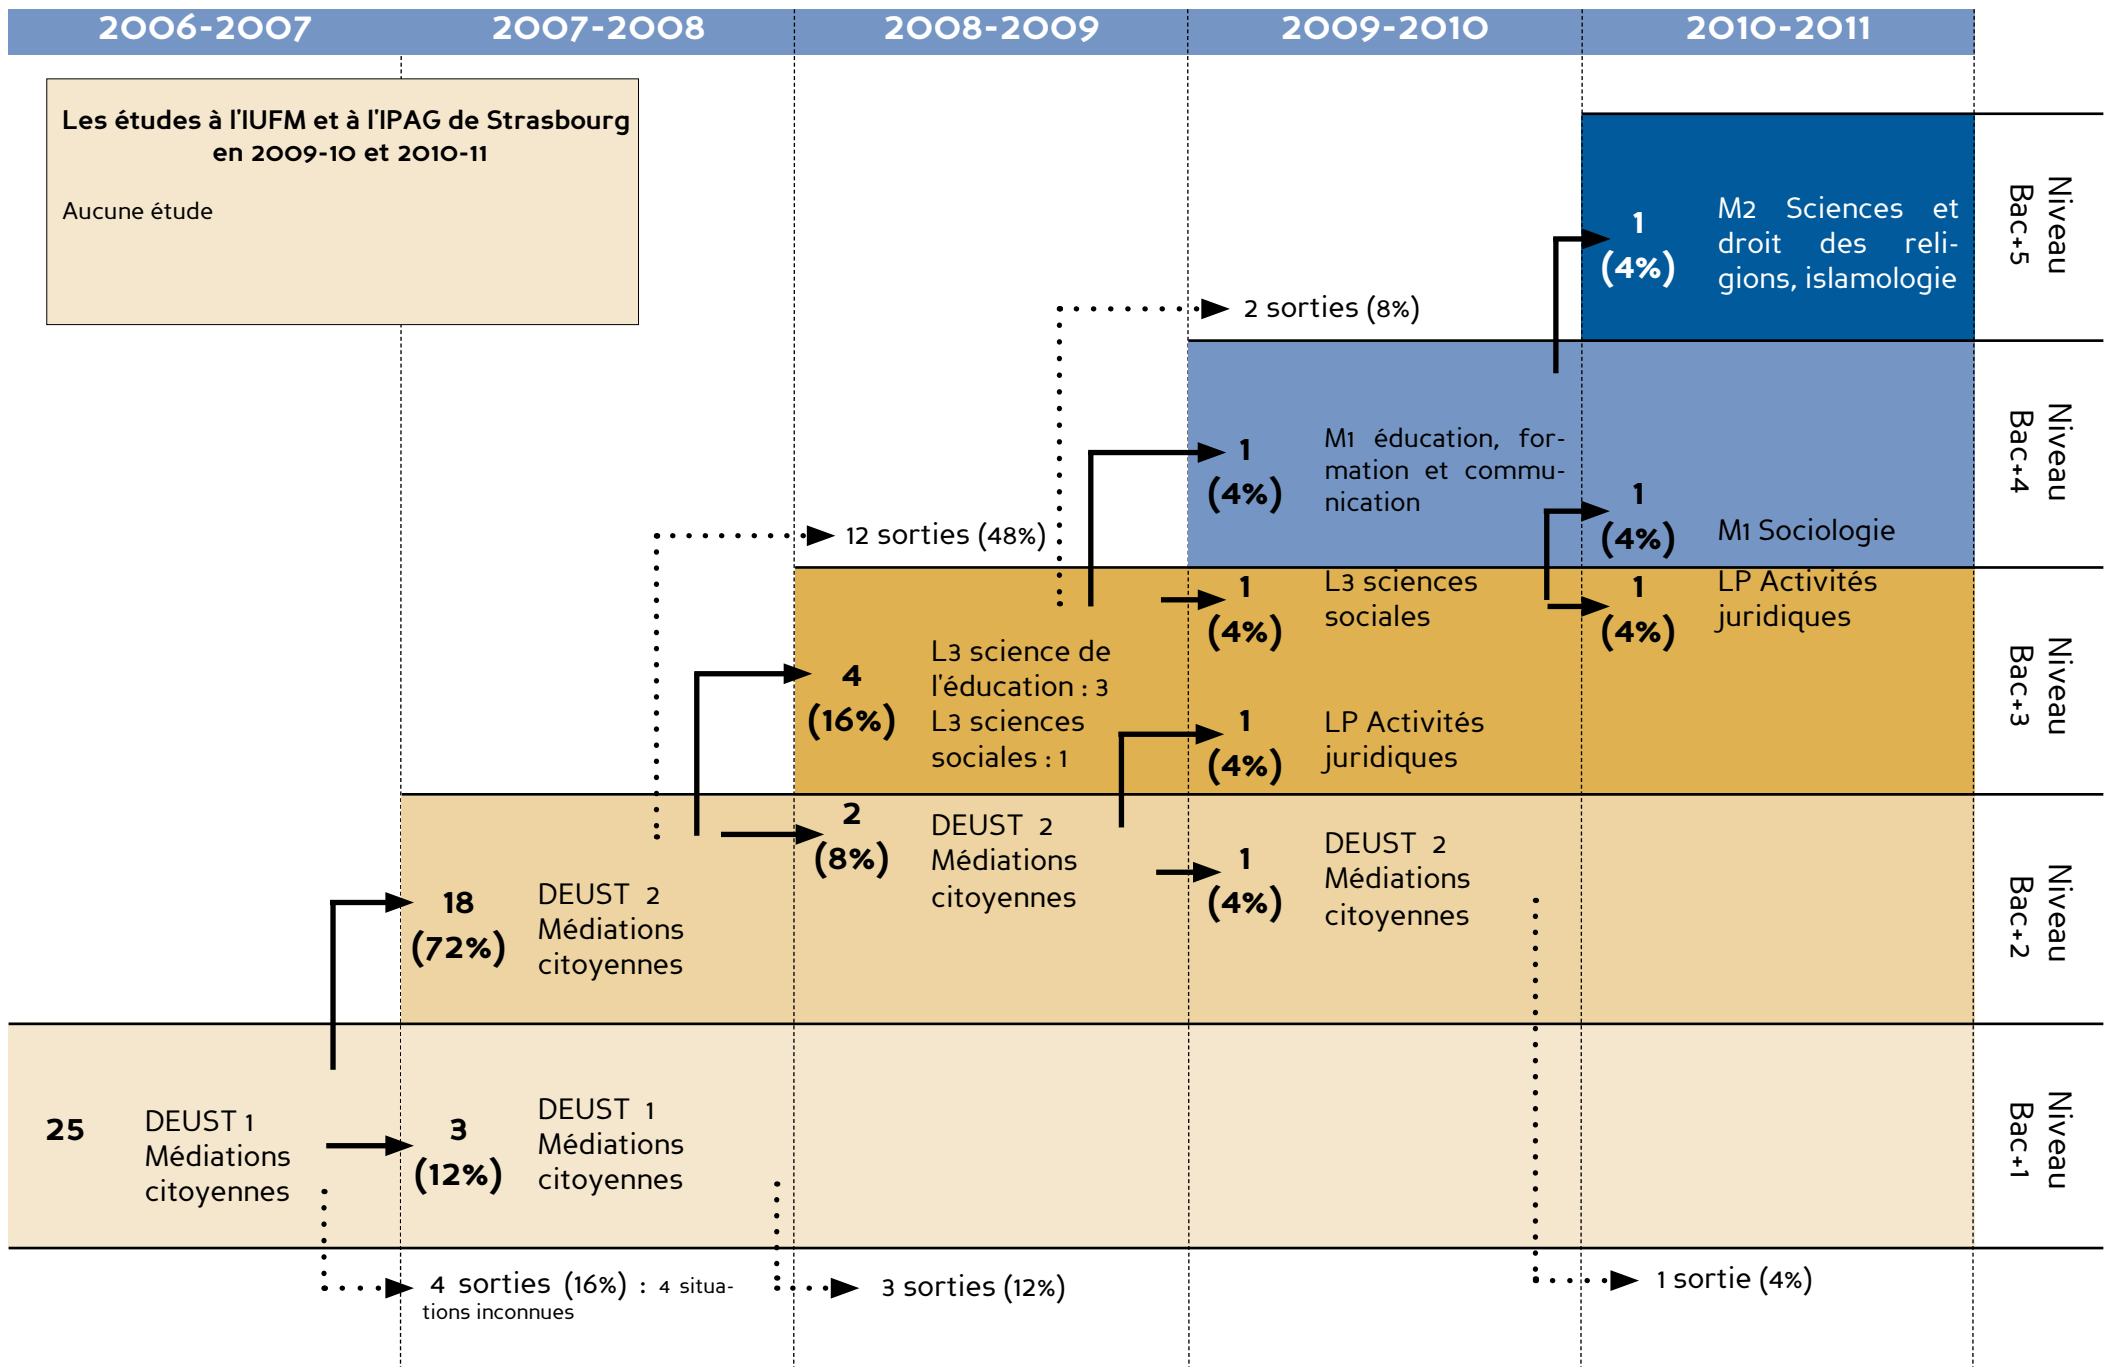 2006-2007
2007-2008
2008-2009
2009-2010
2010-2011
Les études à l'IUFM et à l'IPAG de Strasbourg
en 2009-10 et 2010-11
Aucune étude
1
(4%)
M2 Sciences et
droit des reli-
gions, islamologie
Niveau
Bac+5
2 sorties (8%)
1
(4%)
M1 éducation, for-
mation et commu-
nication
1
(4%)
M1 Sociologie
Niveau
Bac+4
12 sorties (48%)
4
(16%)
L3 science de
l'éducation : 3
L3 sciences
sociales : 1
1
(4%)
L3 sciences
sociales
1
(4%)
LP Activités
juridiques
1
(4%)
LP Activités
juridiques
Niveau
Bac+3
18
(72%)
DEUST 2
Médiations
citoyennes
2
(8%)
DEUST 2
Médiations
citoyennes
1
(4%)
DEUST 2
Médiations
citoyennes
Niveau
Bac+2
25
DEUST 1
Médiations
citoyennes
3
(12%)
DEUST 1
Médiations
citoyennes
Niveau
Bac+1
4 sorties (16%) : 4 situa-
tions inconnues
3 sorties (12%)
1 sortie (4%)